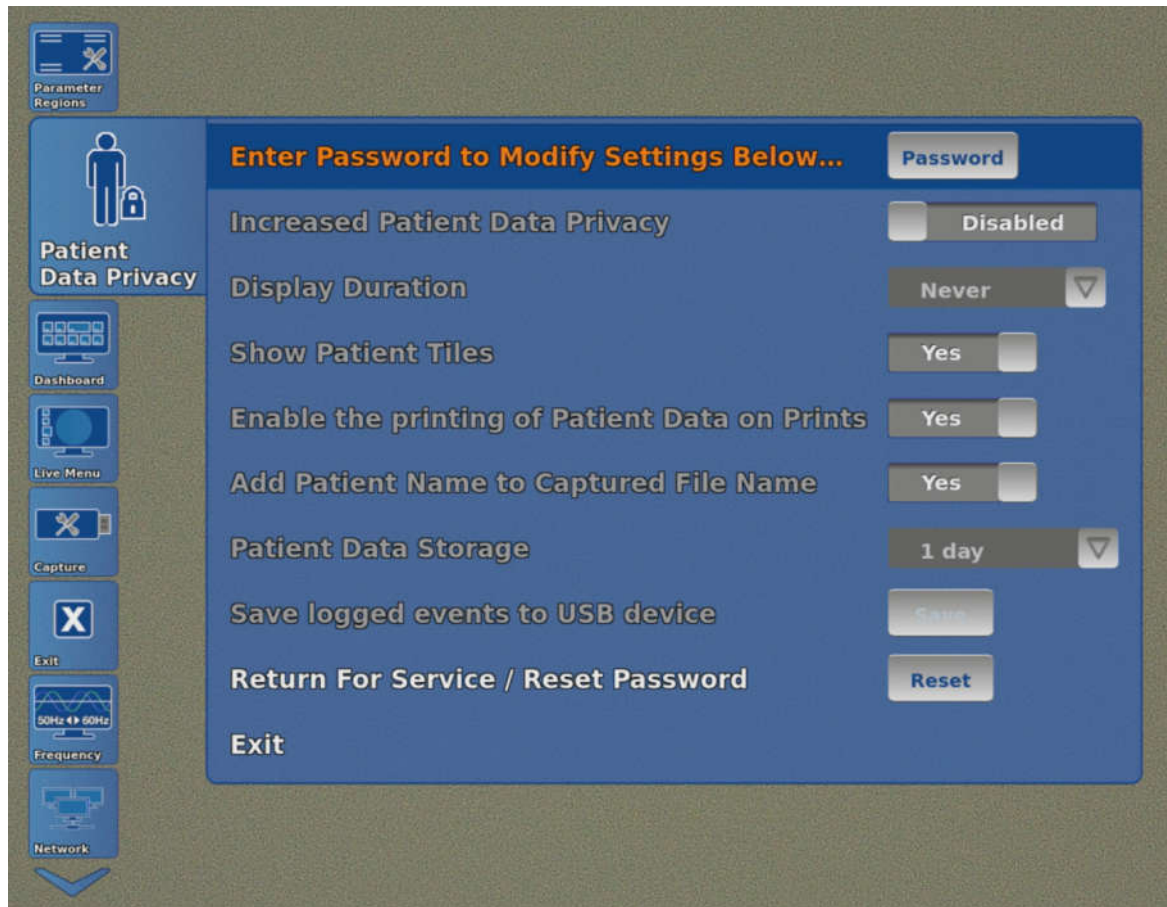 Parameter
Regions
Patient
Data Privacy
Enter Password to Modify Settings Below...
Password
Increased Patient Data Privacy
Disabled
Display Duration
Never
Show Patient Tiles
Yes
Enable the printing of Patient Data on Prints
Yes
Add Patient Name to Captured File Name
Yes
Patient Data Storage
1 day
Save logged events to USB device
Save
Return For Service / Reset Password
Reset
Exit
Dashboard
Live Menu
Capture
X
Exit
50Hz 60Hz
Frequency
Network